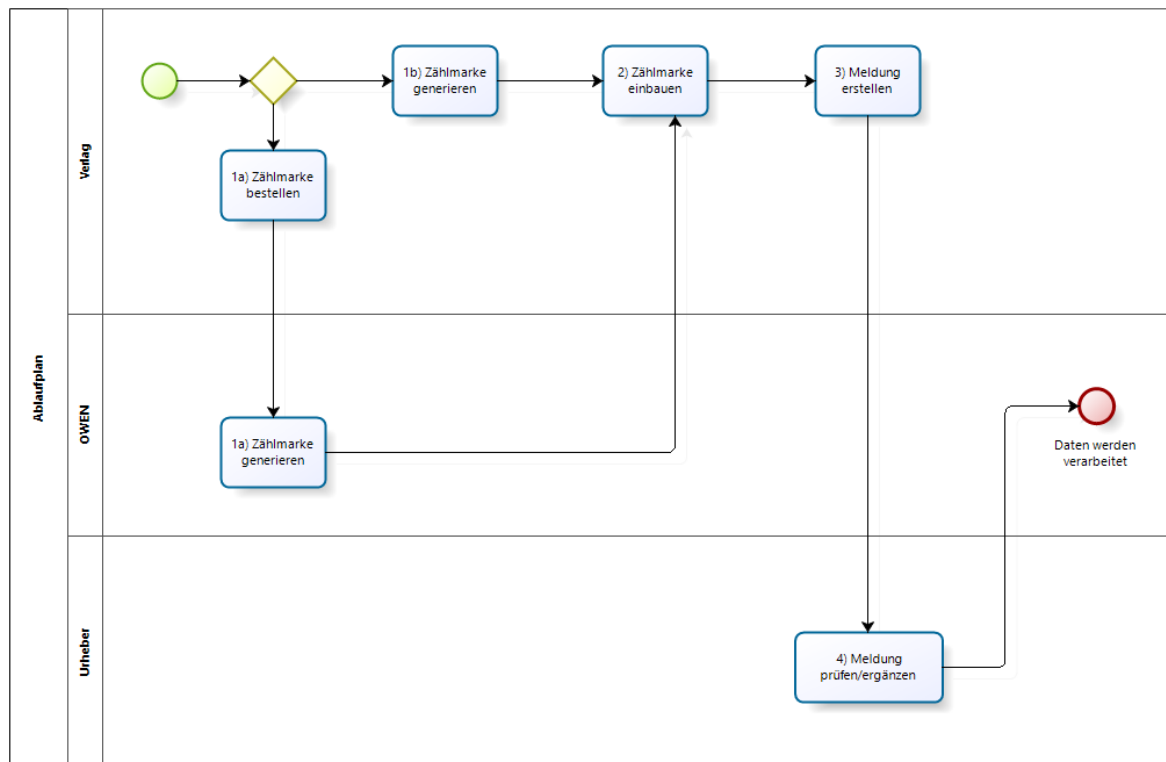 Ablaufplan
Verlag
1b) Zählmarke
generieren
2) Zählmarke
einbauen
3) Meldung
erstellen
1a) Zählmarke
bestellen
OWEN
1a) Zählmarke
generieren
Daten werden
verarbeitet
Urheber
4) Meldung
prüfen/ergänzen